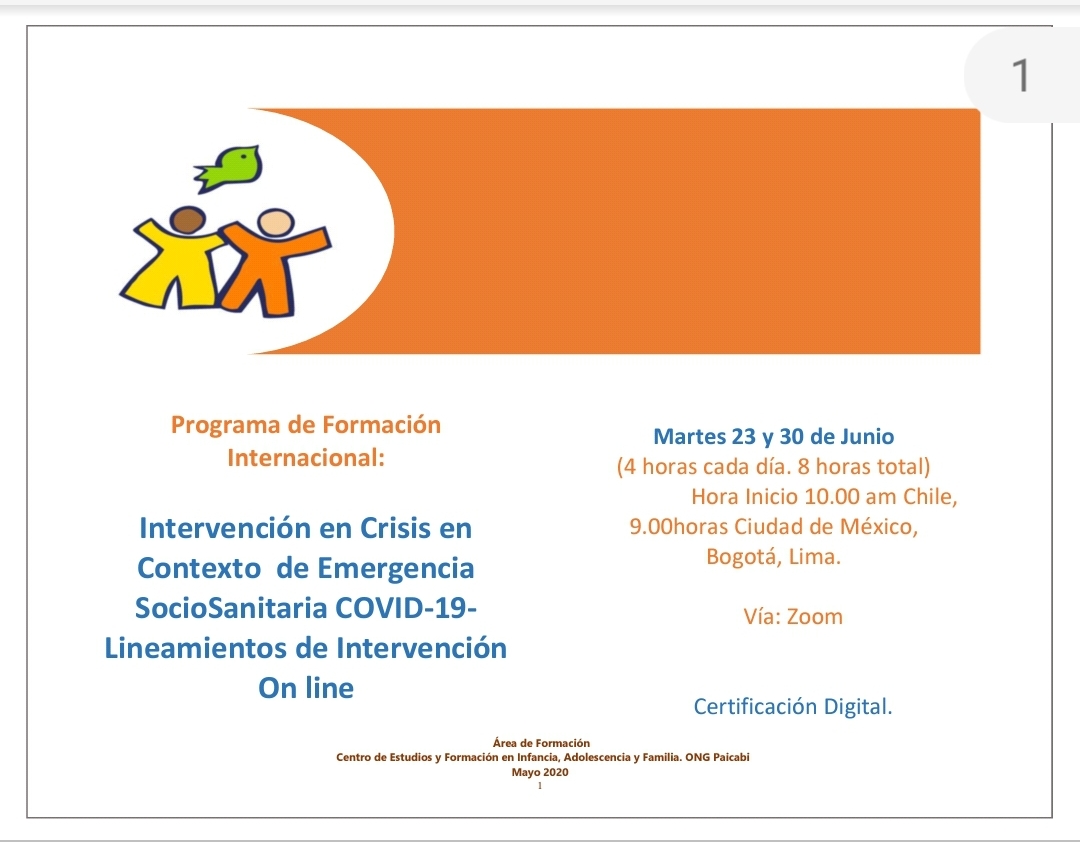 1
Programa de Formación
Internacional:
Intervención en Crisis en
Contexto  de Emergencia
SocioSanitaria COVID-19-
Lineamientos de Intervención
On line
Martes 23 y 30 de Junio
(4 horas cada día. 8 horas total)
Hora Inicio 10.00 am Chile,
9.00horas Ciudad de México,
Bogotá, Lima.
Vía: Zoom
Certificación Digital.
Área de Formación
Centro de Estudios y Formación en Infancia, Adolescencia y Familia. ONG Paicabi
Mayo 2020
1